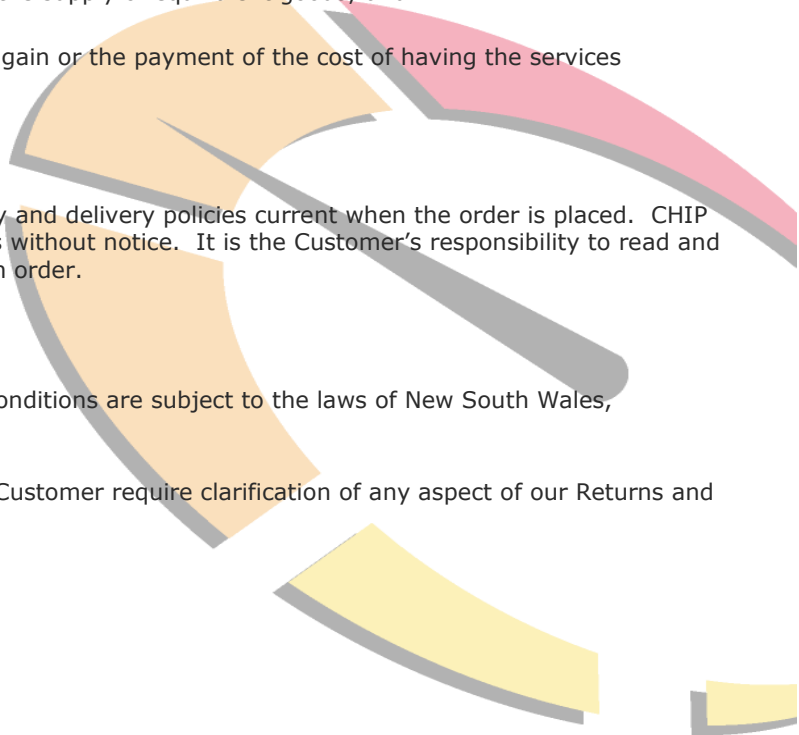 gain or the payment of the cost of having the services
and delivery policies current when the order is placed. CHIP
without notice. It is the Customer's responsibility to read and
order.
onditions are subject to the laws of New South Wales,
Customer require clarification of any aspect of our Returns and